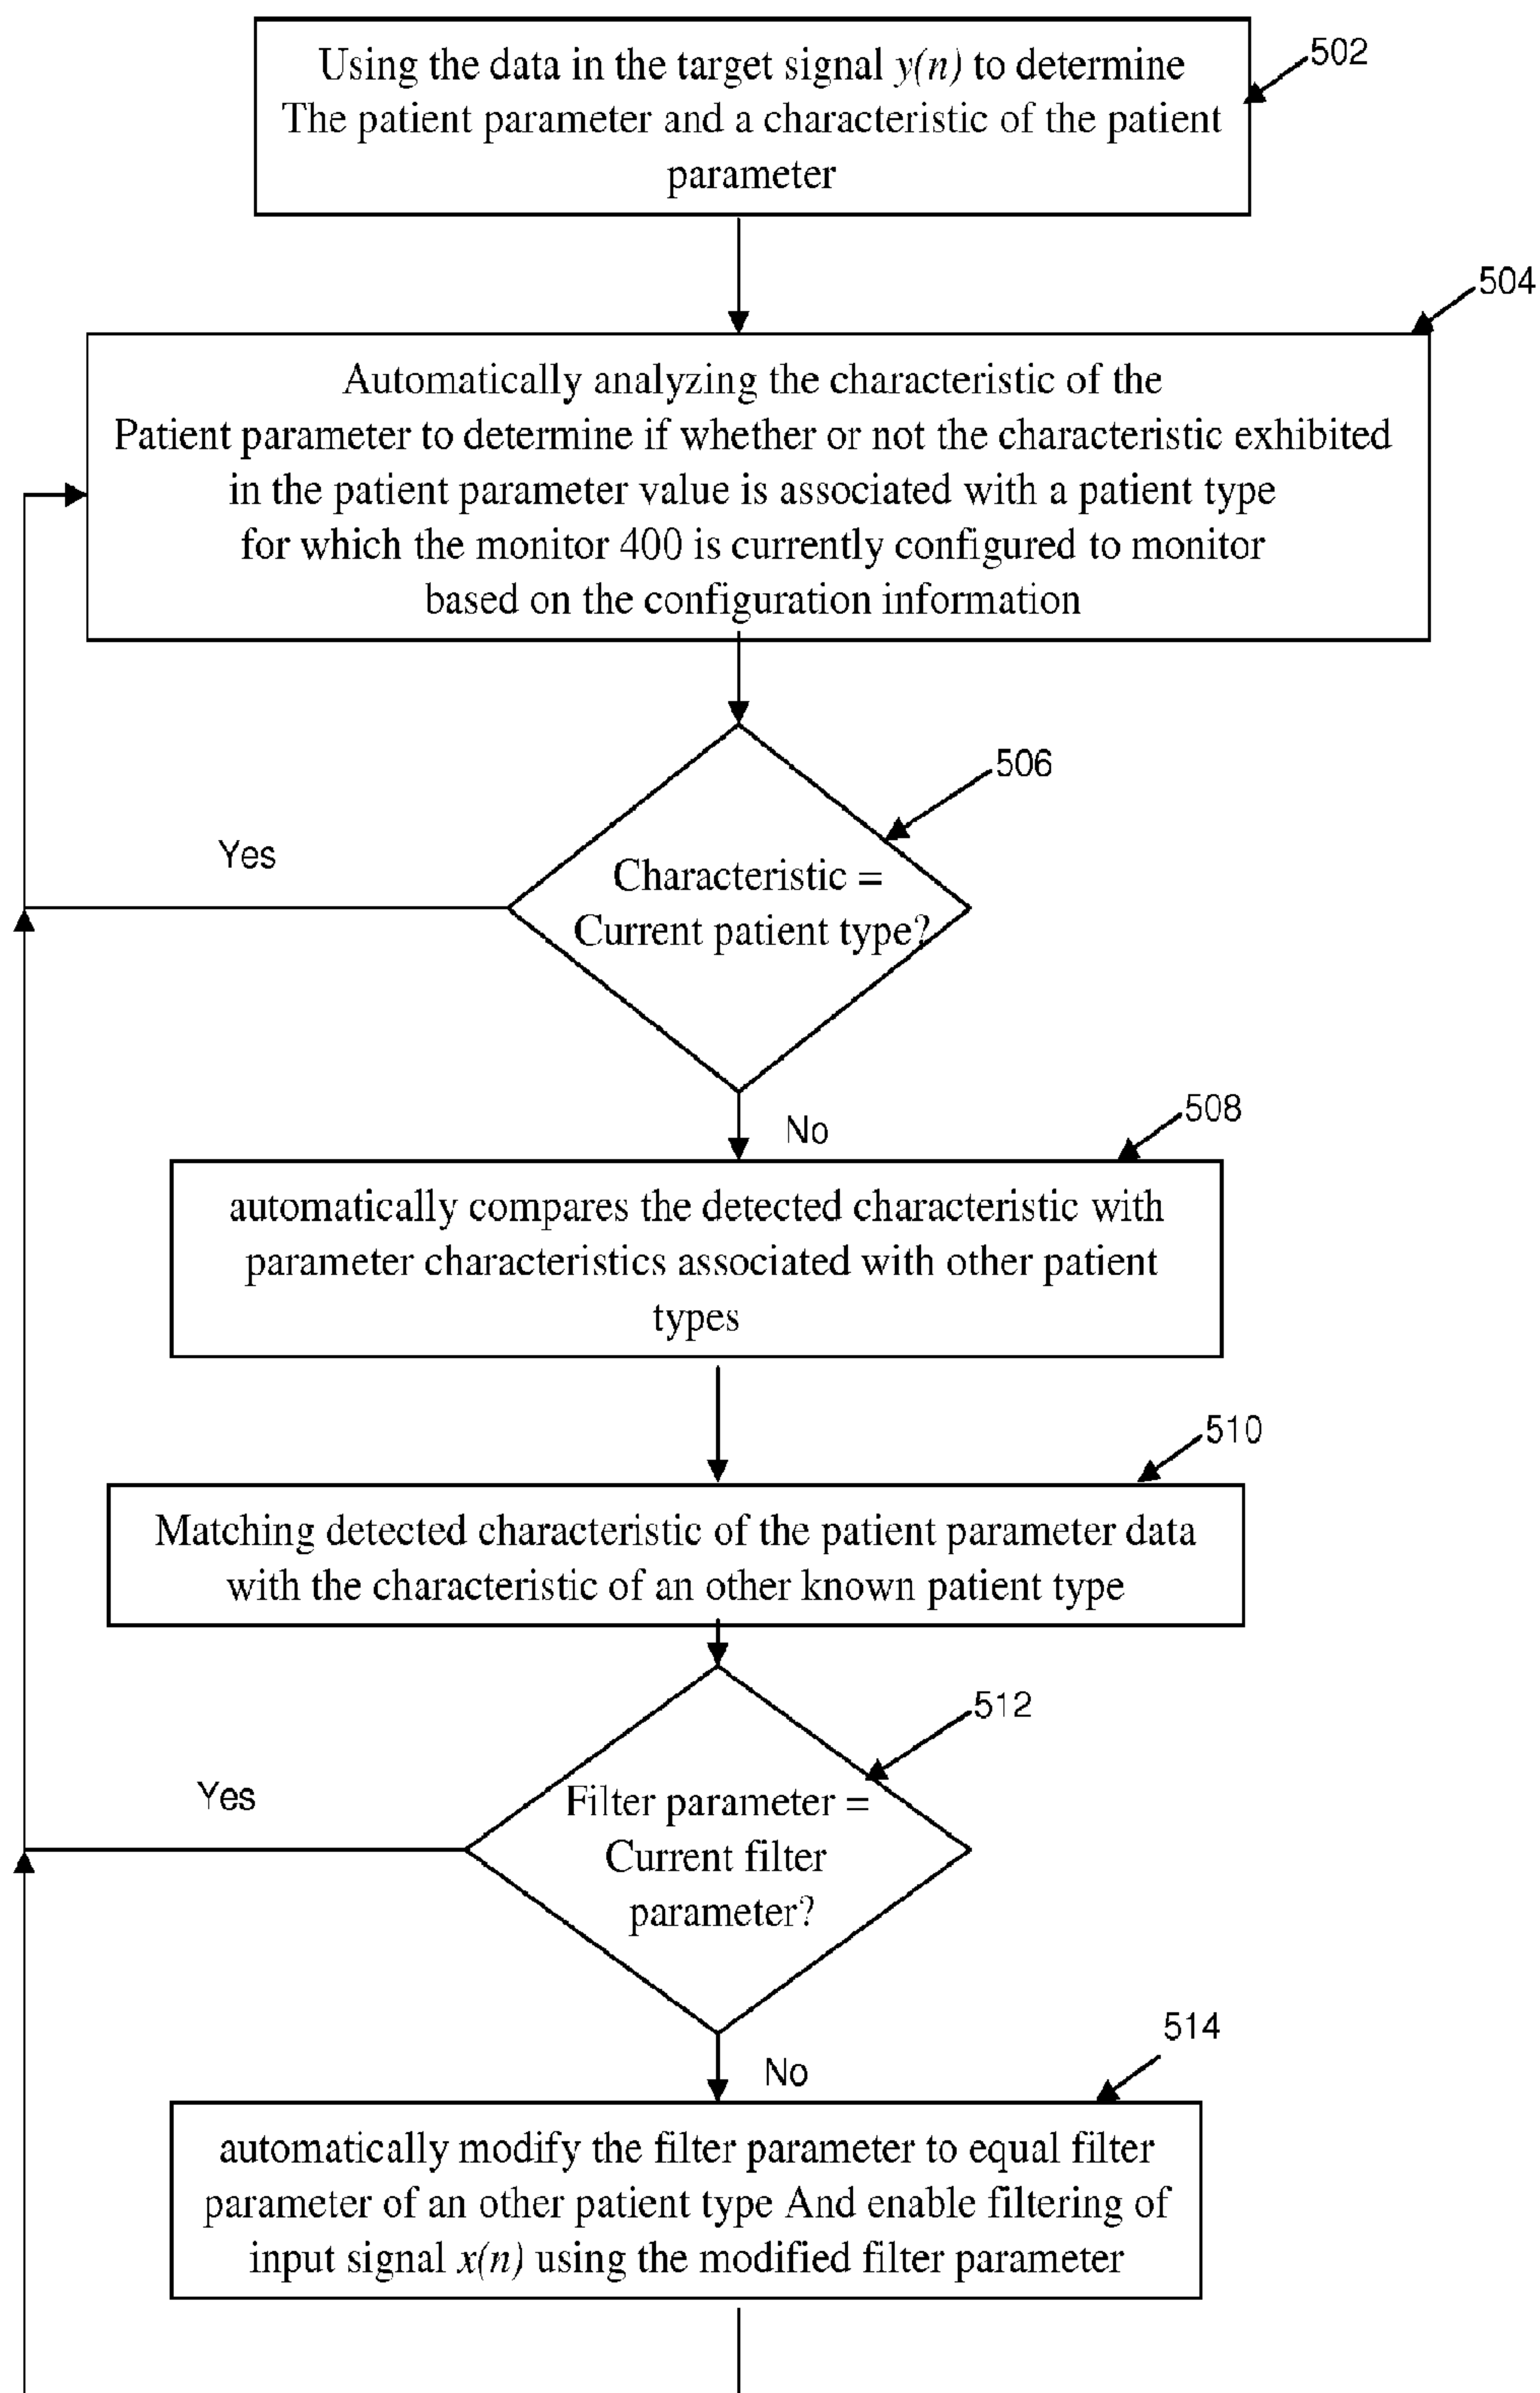 Using the data in the target signal y(n) to determine
The patient parameter and a characteristic of the patient
parameter
502
504
Automatically analyzing the characteristic of the
Patient parameter to determine if whether or not the characteristic exhibited
in the patient parameter value is associated with a patient type
for which the monitor 400 is currently configured to monitor
based on the configuration information
506
Yes
Characteristic =
Current patient type?
No
508
automatically compares the detected characteristic with
parameter characteristics associated with other patient
types
510
Matching detected characteristic of the patient parameter data
with the characteristic of an other known patient type
512
Yes
Filter parameter =
Current filter
parameter?
No
514
automatically modify the filter parameter to equal filter
parameter of an other patient type And enable filtering of
input signal x(n) using the modified filter parameter